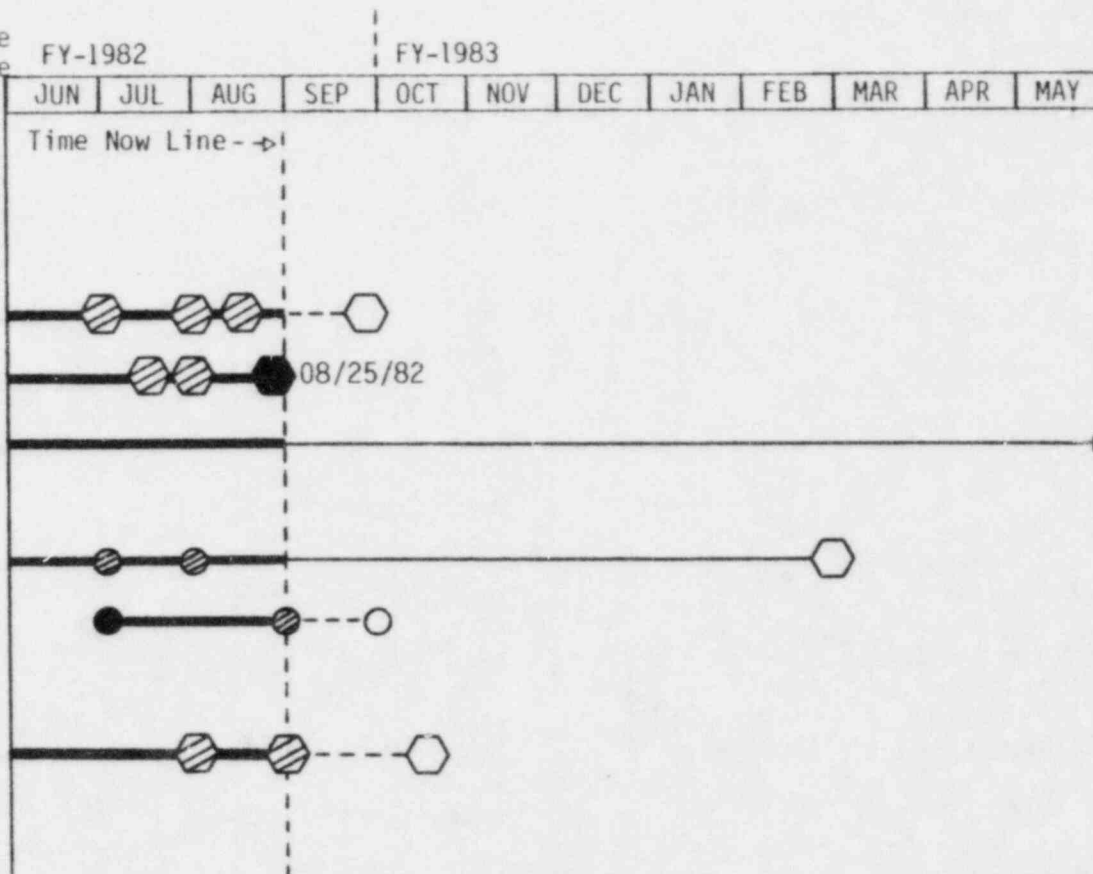 FY-1982 FY-1983
JUN JUL AUG SEP OCT NOV DEC JAN FEB MAR APR MAY
Time Now Line
08/25/82